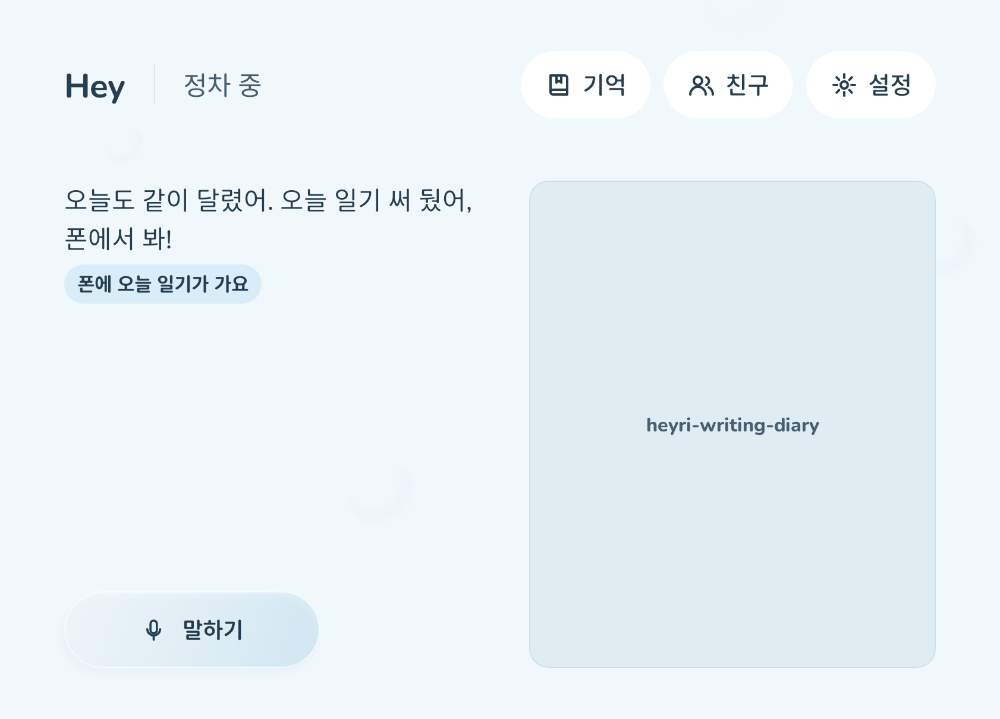 Hey
정차 중
기억
친구
설정
오늘도 같이 달렸어. 오늘 일기 써 뒀어,
폰에서 봐!
폰에 오늘 일기가 가요
heyri-writing-diary
말하기